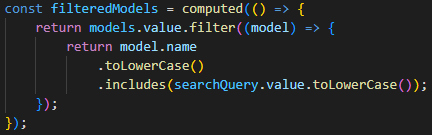 const filteredModels = computed(() => {
  return models.value.filter((model) => {
    return model.name
      .toLowerCase()
      .includes(searchQuery.value.toLowerCase());
  });
});